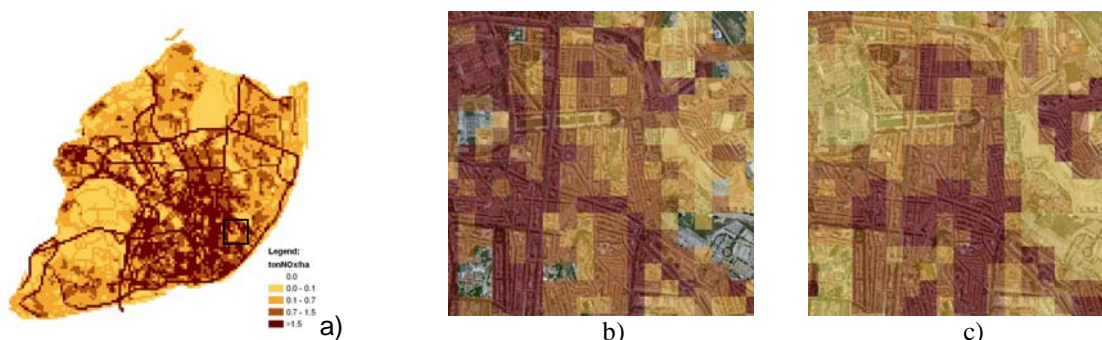 Legend:
tonNOx/ha
0.0
0.0 - 0.1
0.1 - 0.7
0.7 - 1.5
>1.5
a)
b)
c)